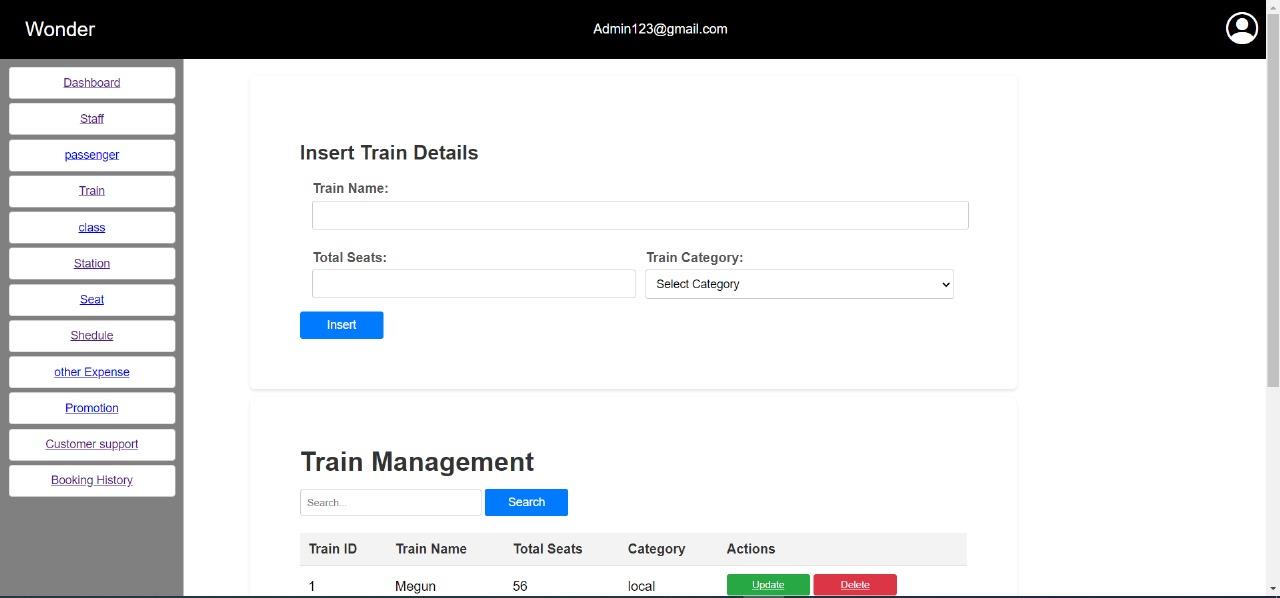 Wonder
Admin123@gmail.com
Dashboard
Staff
passenger
Train
class
Station
Seat
Shedule
other Expense
Promotion
Customer support
Booking History
Insert Train Details
Train Name:
Total Seats: Train Category:
Select Category
Insert
Train Management
Search... Search
Train ID Train Name Total Seats Category Actions
1 Megun 56 local Update Delete